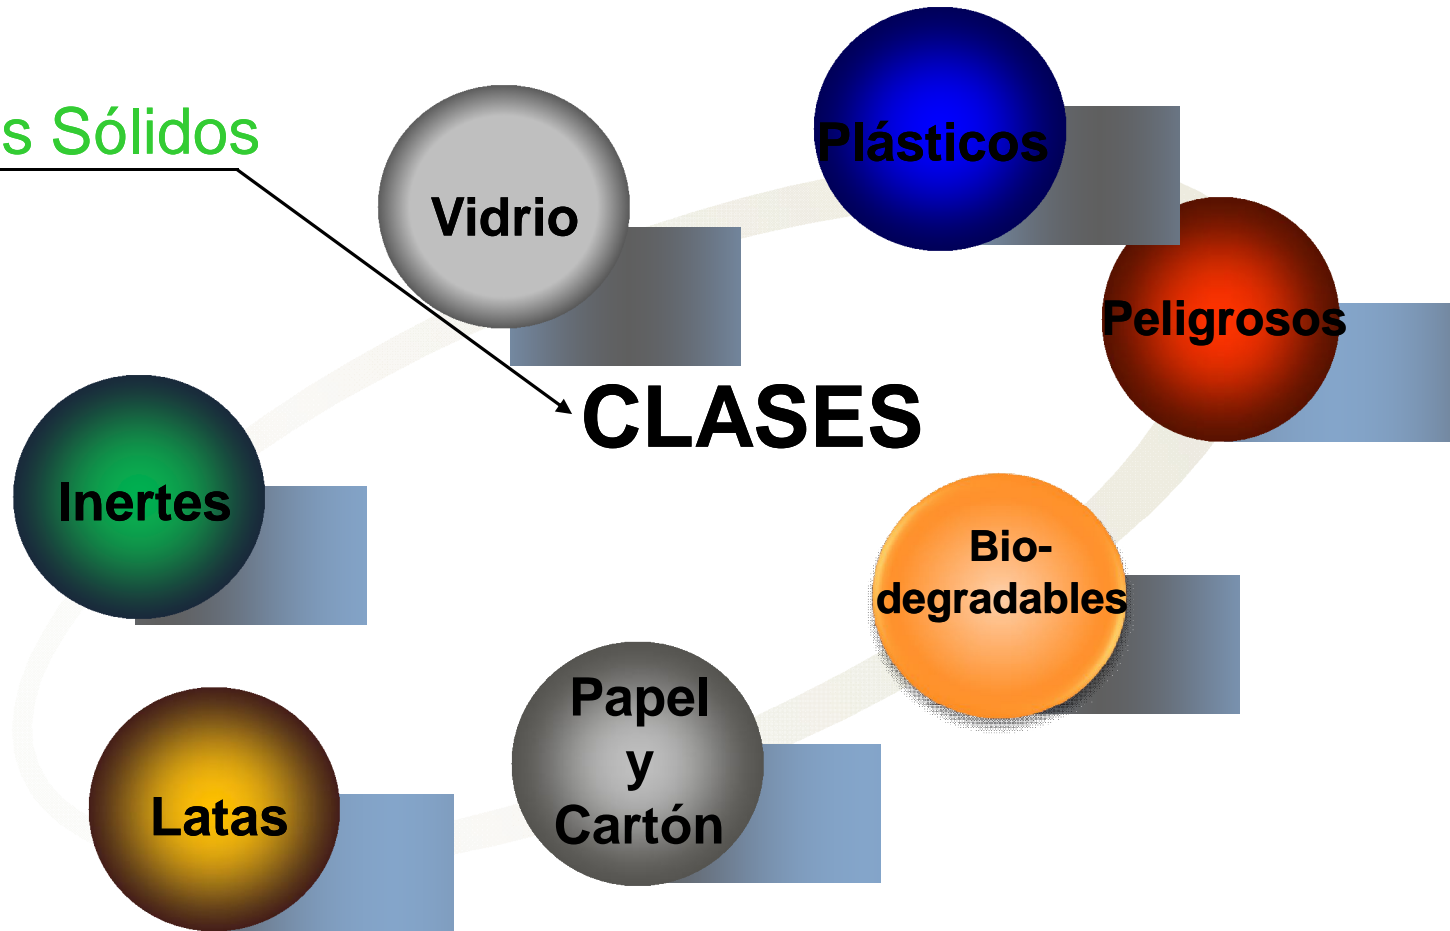 s Sólidos
Plásticos
Vidrio
Peligrosos
CLASES
Inertes
Bio-
degradables
Papel
y
Cartón
Latas